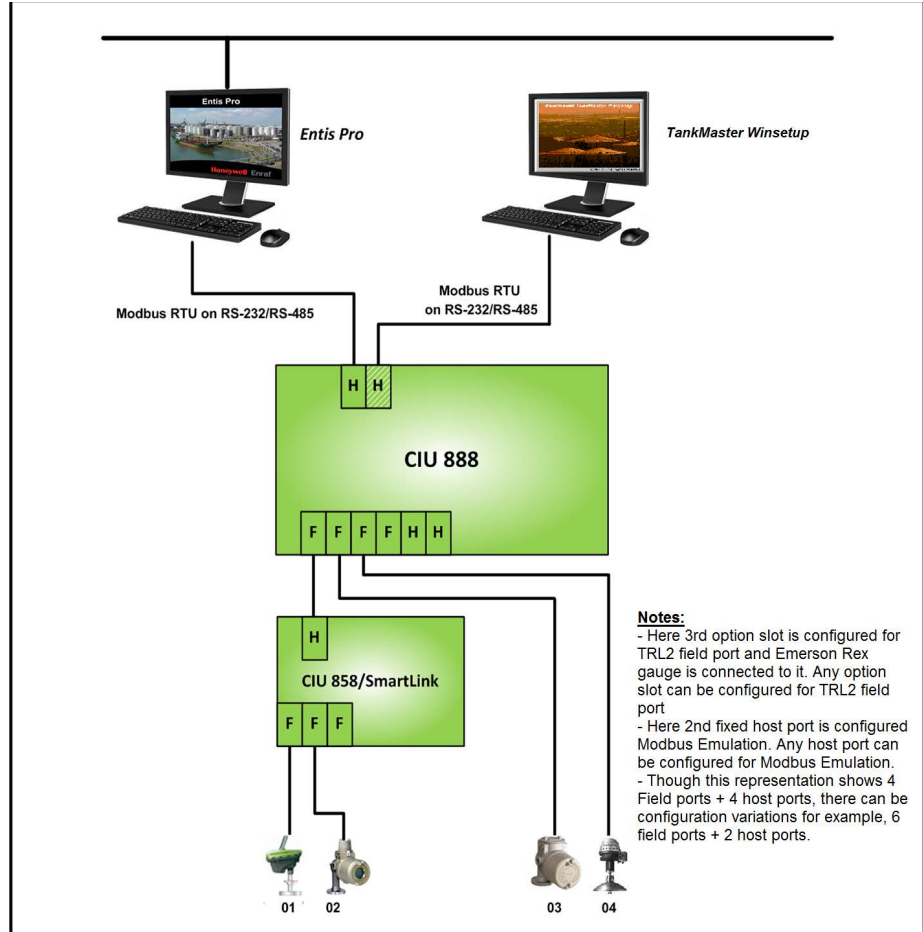 Entis Pro
Honeywell Enraf
Entis Pro
TankMaster Winsetup
Modbus RTU on RS-232/RS-485
Modbus RTU
on RS-232/RS-485
H H
CIU 888
F F F F H H
H
CIU 858/SmartLink
F F F
Notes:
- Here 3rd option slot is configured for
TRL2 field port and Emerson Rex
gauge is connected to it. Any option
slot can be configured for TRL2 field
port
- Here 2nd fixed host port is configured
Modbus Emulation. Any host port can
be configured for Modbus Emulation.
- Though this representation shows 4
Field ports + 4 host ports, there can be
configuration variations for example, 6
field ports + 2 host ports.
01 02 03 04